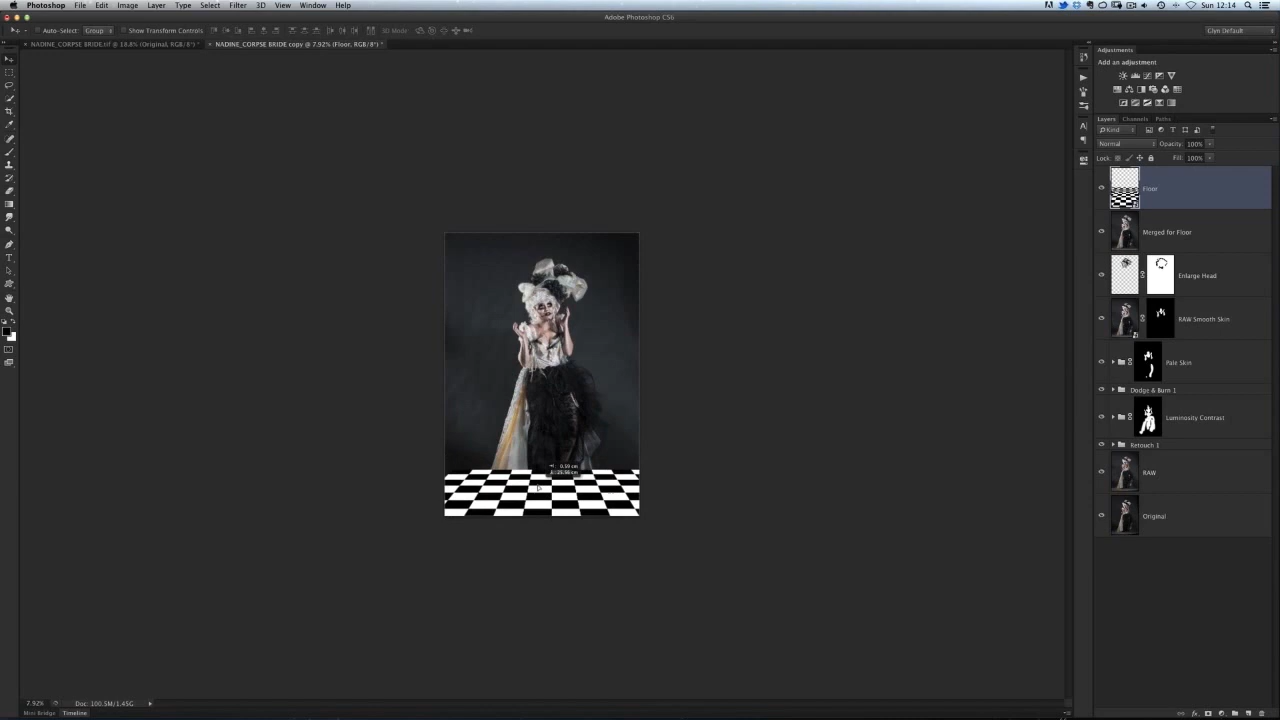 Photoshop File Edit Image Layer Type Select Filter 3D View Window Help Sun 12:14
Adobe Photoshop CS6
Auto-Select: Group Show Transform Controls 3D Mode: Glyn Default
NADINE_CORPSE BRIDE.tif @ 18.8% (Original, RGB/8*) *
NADINE_CORPSE BRIDE copy @ 7.92% (Floor, RGB/8*) *
Adjustments
Add an adjustment
Layers Channels Paths
Kind
Normal Opacity: 100%
Lock: Fill: 100%
Floor
Merged for Floor
Enlarge Head
RAW Smooth Skin
Pale Skin
Dodge & Burn 1
Luminosity Contrast
Retouch 1
RAW
Original
7.92% Doc: 100.5M/1.45G
Mini Bridge Timeline